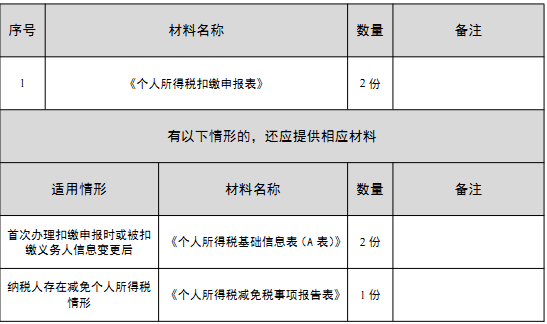 序号 材料名称 数量 备注
1 《个人所得税扣缴申报表》 2 份
有以下情形的，还应提供相应材料
适用情形 材料名称 数量 备注
首次办理扣缴申报时或被扣
缴义务人信息变更后 《个人所得税基础信息表（A 表）》 2 份
纳税人存在减免个人所得税
情形 《个人所得税减免税事项报告表》 1 份